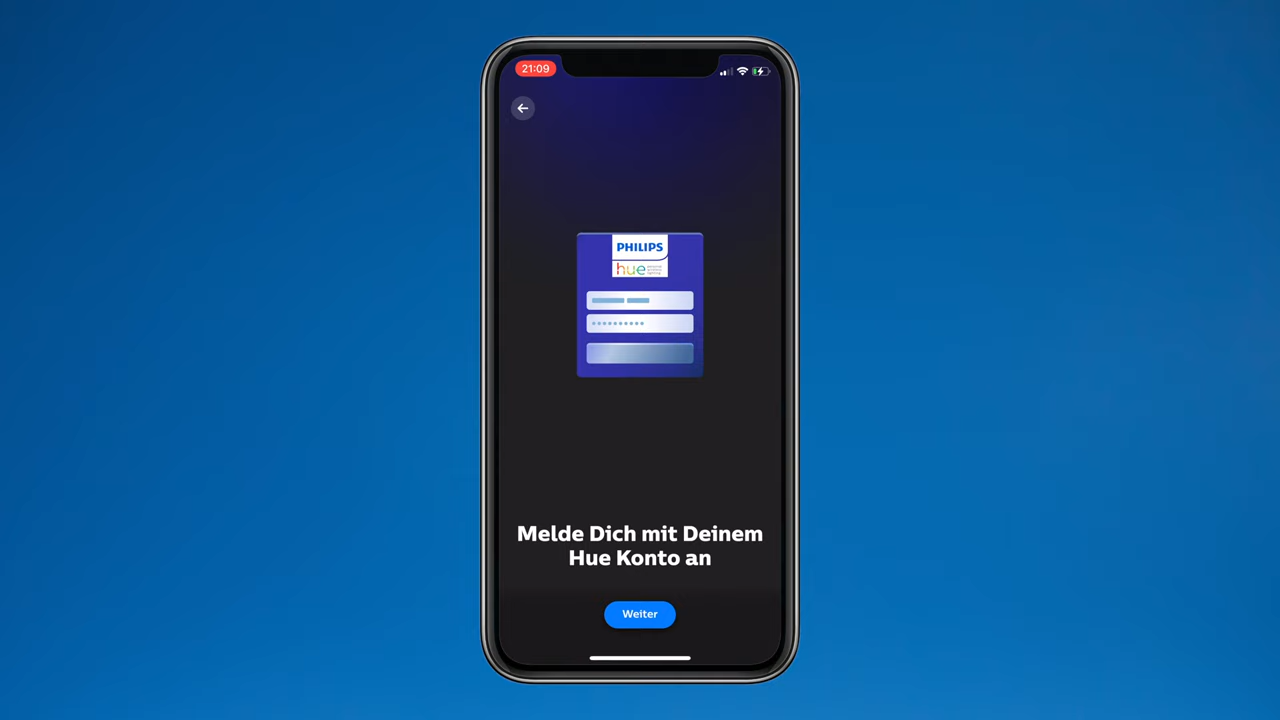 21:09
PHILIPS
hue
Melde Dich mit Deinem
Hue Konto an
Weiter